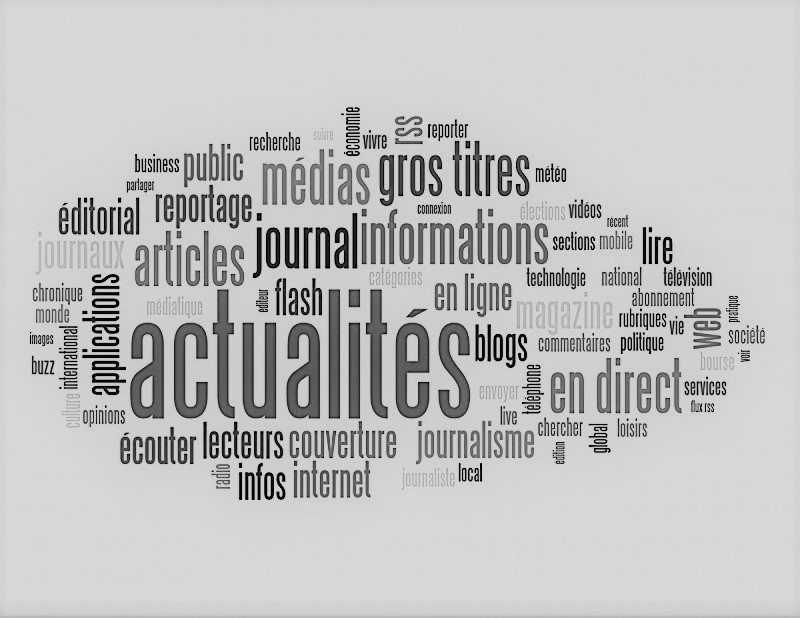 économie
rss
recherche
suivre
vivre
reporter
business
public
médias
gros titres
météo
partager
reportage
éditorial
connexion
élections
vidéos
récent
journaux
articles
journal
informations
sections
mobile
lire
catégories
technologie
national
télévision
chronique
monde
applications
médiatique
éditeur
flash
en ligne
magazine
abonnement
rubriques
vie
web
pratique
images
international
buzz
actualités
blogs
commentaires
politique
société
bourse
voir
culture
opinions
envoyer
téléphone
en direct
services
flux rss
live
chercher
global
loisirs
écouter
lecteurs
couverture
journalisme
edition
radio
infos
internet
journaliste
local